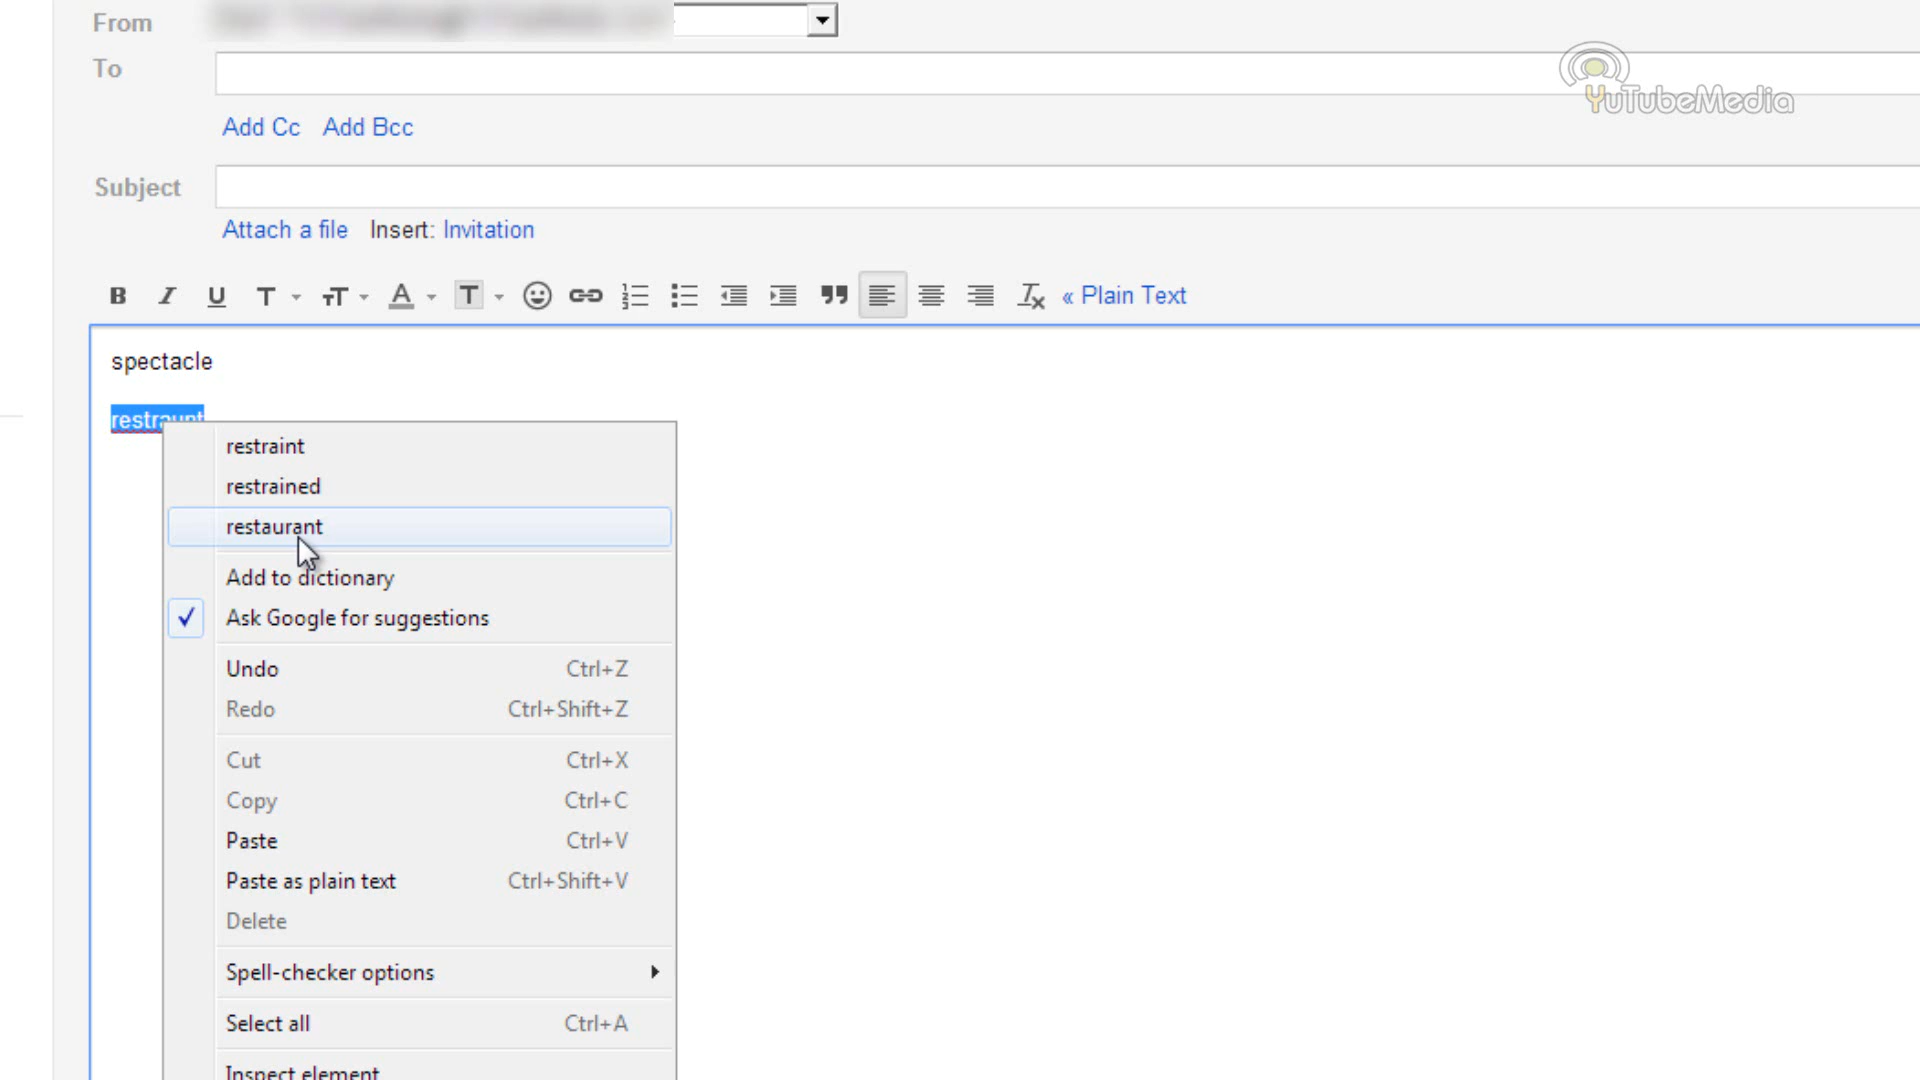 From
To
YuTubeMedia
Add Cc Add Bcc
Subject
Attach a file Insert: Invitation
B I U T тT A T « Plain Text
spectacle
restraunt
restraint
restrained
restaurant
Add to dictionary
Ask Google for suggestions
Undo Ctrl+Z
Redo Ctrl+Shift+Z
Cut Ctrl+X
Copy Ctrl+C
Paste Ctrl+V
Paste as plain text Ctrl+Shift+V
Delete
Spell-checker options
Select all Ctrl+A
Inspect element